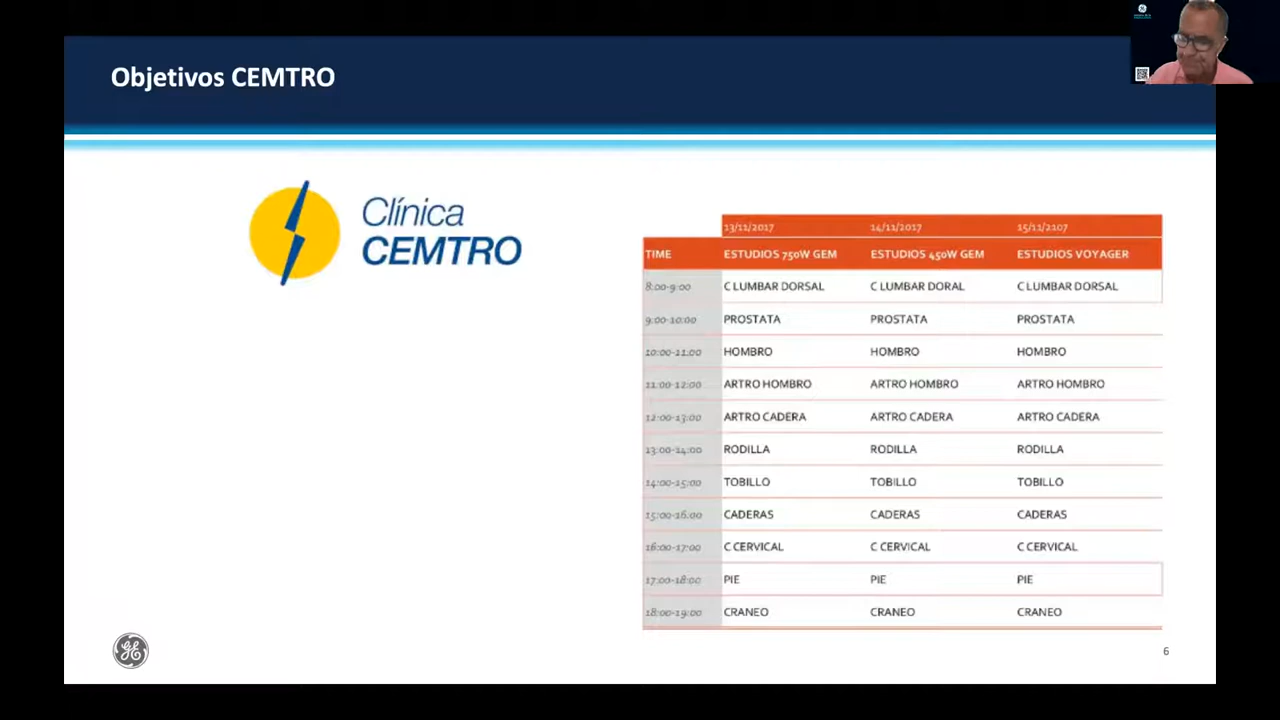 Objetivos CEMTRO
Clínica
CEMTRO
13/11/2017 14/11/2017 15/11/2107
TIME ESTUDIOS 750W GEM ESTUDIOS 450W GEM ESTUDIOS VOYAGER
8:00-9:00 C LUMBAR DORSAL C LUMBAR DORAL C LUMBAR DORSAL
9:00-10:00 PROSTATA PROSTATA PROSTATA
10:00-11:00 HOMBRO HOMBRO HOMBRO
11:00-12:00 ARTRO HOMBRO ARTRO HOMBRO ARTRO HOMBRO
12:00-13:00 ARTRO CADERA ARTRO CADERA ARTRO CADERA
13:00-14:00 RODILLA RODILLA RODILLA
14:00-15:00 TOBILLO TOBILLO TOBILLO
15:00-16:00 CADERAS CADERAS CADERAS
16:00-17:00 C CERVICAL C CERVICAL C CERVICAL
17:00-18:00 PIE PIE PIE
18:00-19:00 CRANEO CRANEO CRANEO
GE
6